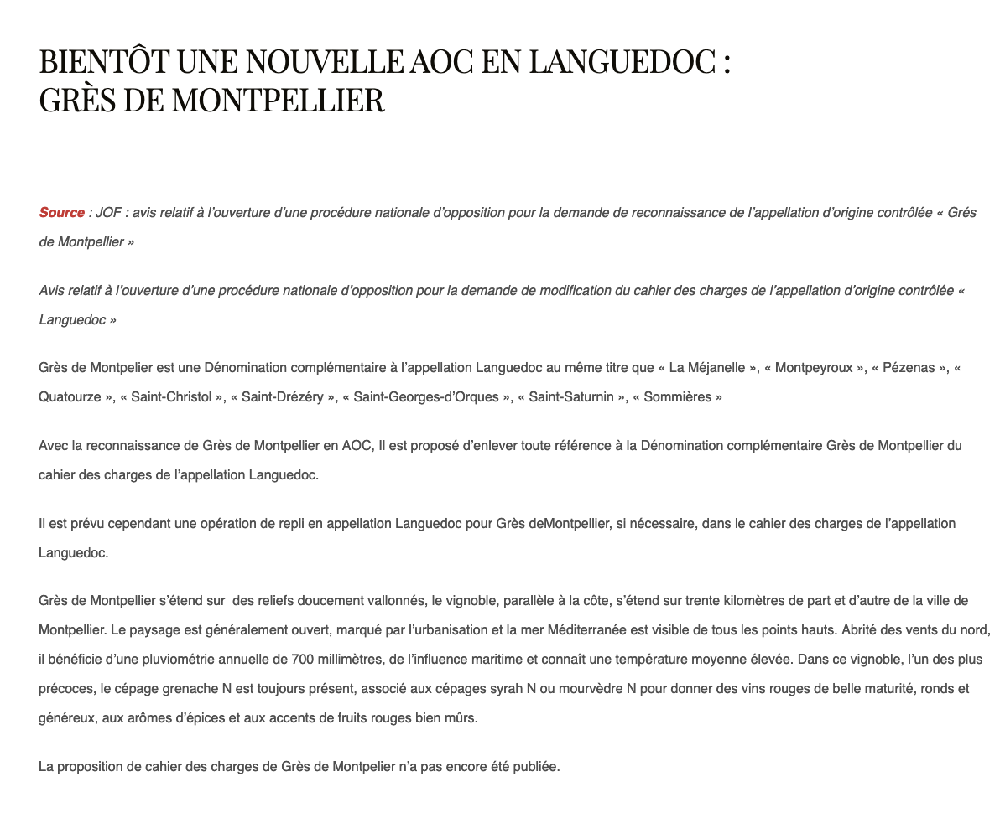 BIENTÔT UNE NOUVELLE AOC EN LANGUEDOC :
GRÈS DE MONTPELLIER
Source : JOF : avis relatif à l’ouverture d’une procédure nationale d’opposition pour la demande de reconnaissance de l’appellation d’origine contrôlée « Grés
de Montpellier »
Avis relatif à l’ouverture d’une procédure nationale d’opposition pour la demande de modification du cahier des charges de l’appellation d’origine contrôlée «
Languedoc »
Grès de Montpelier est une Dénomination complémentaire à l’appellation Languedoc au même titre que « La Méjanelle », « Montpeyroux », « Pézenas », «
Quatourze », « Saint-Christol », « Saint-Drézéry », « Saint-Georges-d’Orques », « Saint-Saturnin », « Sommières »
Avec la reconnaissance de Grès de Montpellier en AOC, Il est proposé d’enlever toute référence à la Dénomination complémentaire Grès de Montpellier du
cahier des charges de l’appellation Languedoc.
Il est prévu cependant une opération de repli en appellation Languedoc pour Grès deMontpellier, si nécessaire, dans le cahier des charges de l’appellation
Languedoc.
Grès de Montpellier s’étend sur  des reliefs doucement vallonnés, le vignoble, parallèle à la côte, s’étend sur trente kilomètres de part et d’autre de la ville de
Montpellier. Le paysage est généralement ouvert, marqué par l’urbanisation et la mer Méditerranée est visible de tous les points hauts. Abrité des vents du nord,
il bénéficie d’une pluviométrie annuelle de 700 millimètres, de l’influence maritime et connaît une température moyenne élevée. Dans ce vignoble, l’un des plus
précoces, le cépage grenache N est toujours présent, associé aux cépages syrah N ou mourvèdre N pour donner des vins rouges de belle maturité, ronds et
généreux, aux arômes d’épices et aux accents de fruits rouges bien mûrs.
La proposition de cahier des charges de Grès de Montpelier n’a pas encore été publiée.